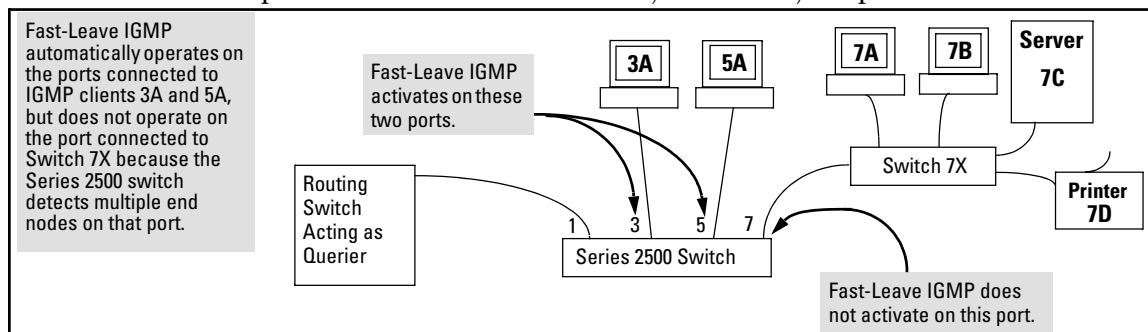 Fast-Leave IGMP
automatically operates on
the ports connected to
IGMP clients 3A and 5A,
but does not operate on
the port connected to
Switch 7X because the
Series 2500 switch
detects multiple end
nodes on that port.
Fast-Leave IGMP
activates on these
two ports.
3A
5A
7A
7B
Server
7C
Switch 7X
Printer
7D
Routing
Switch
Acting as
Querier
1
3
5
7
Series 2500 Switch
Fast-Leave IGMP does
not activate on this port.